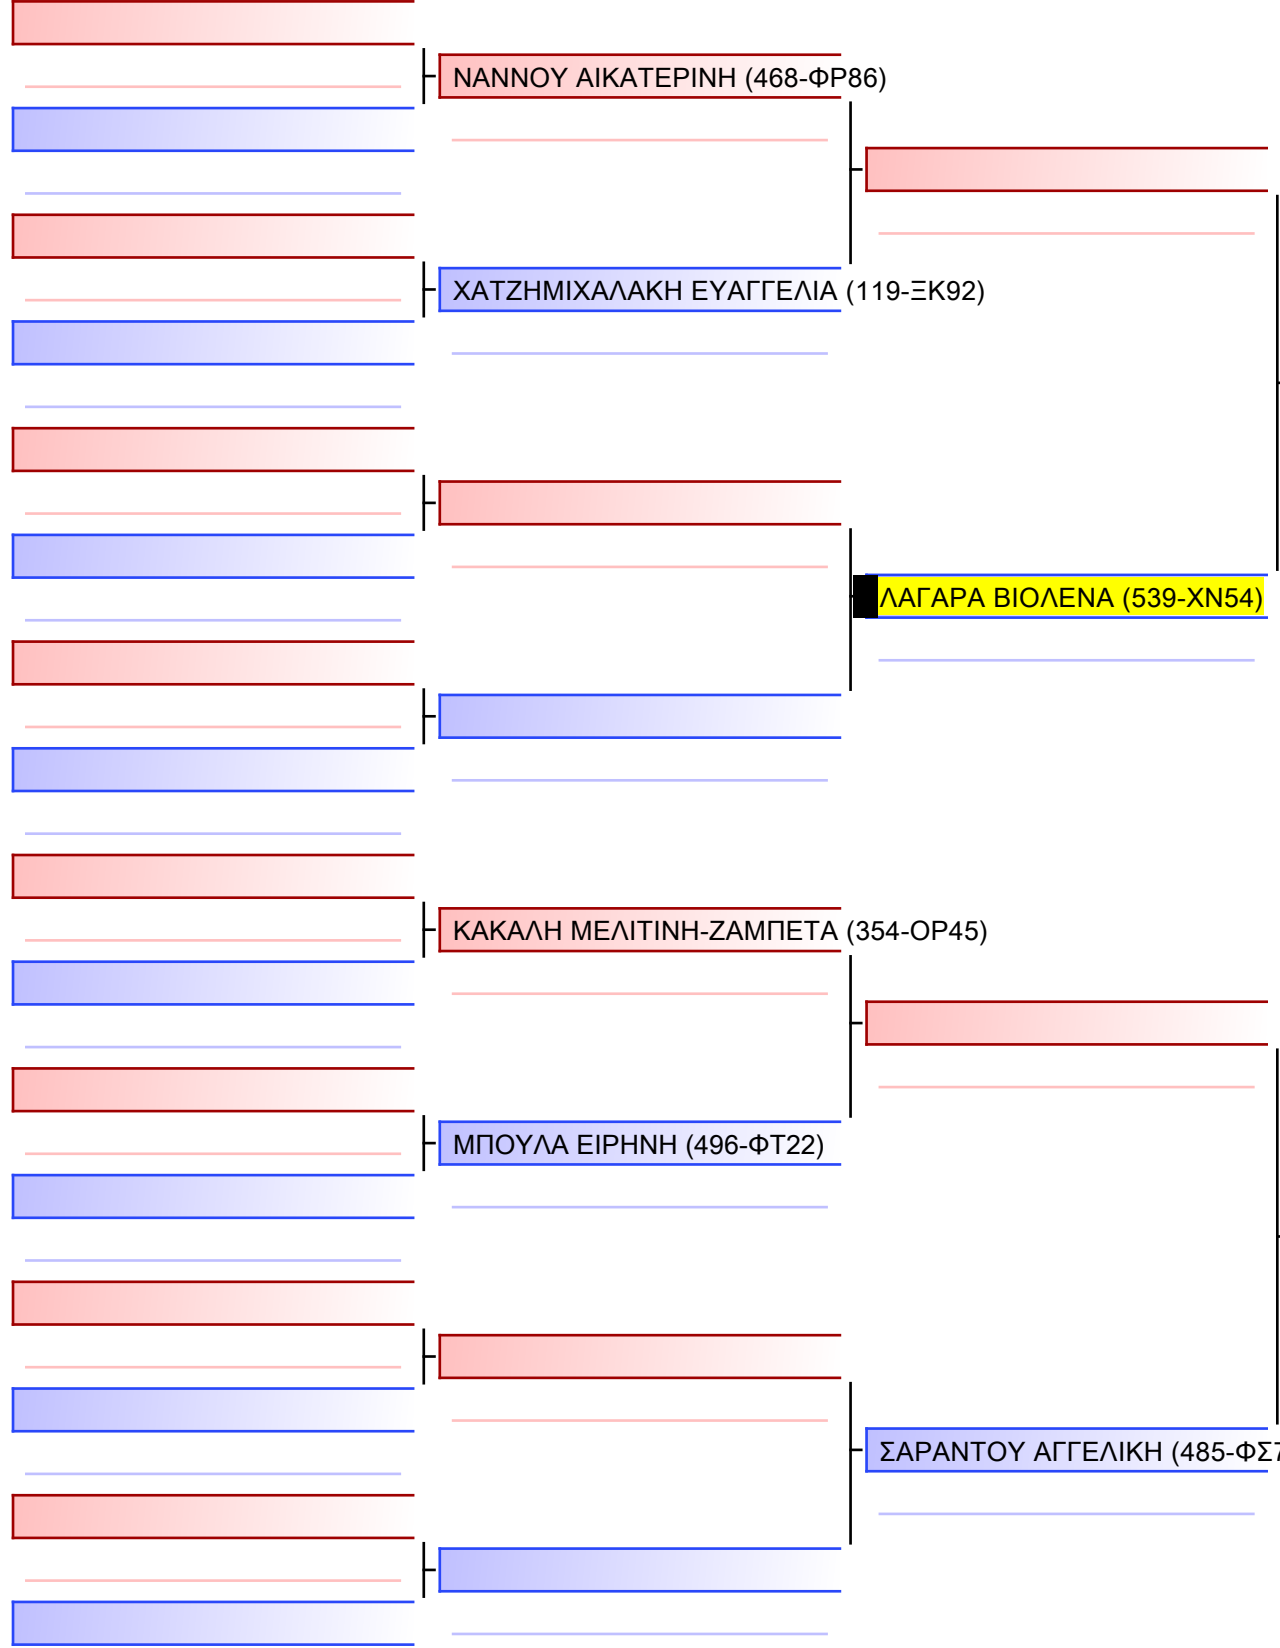 ΝΑΝΝΟΥ ΑΙΚΑΤΕΡΙΝΗ (468-ΦΡ86)
ΧΑΤΖΗΜΙΧΑΛΑΚΗ ΕΥΑΓΓΕΛΙΑ (119-ΞΚ92)
ΛΑΓΑΡΑ ΒΙΟΛΕΝΑ (539-ΧΝ54)
ΚΑΚΑΛΗ ΜΕΛΙΤΙΝΗ-ΖΑΜΠΕΤΑ (354-ΟΡ45)
ΜΠΟΥΛΑ ΕΙΡΗΝΗ (496-ΦΤ22)
ΣΑΡΑΝΤΟΥ ΑΓΓΕΛΙΚΗ